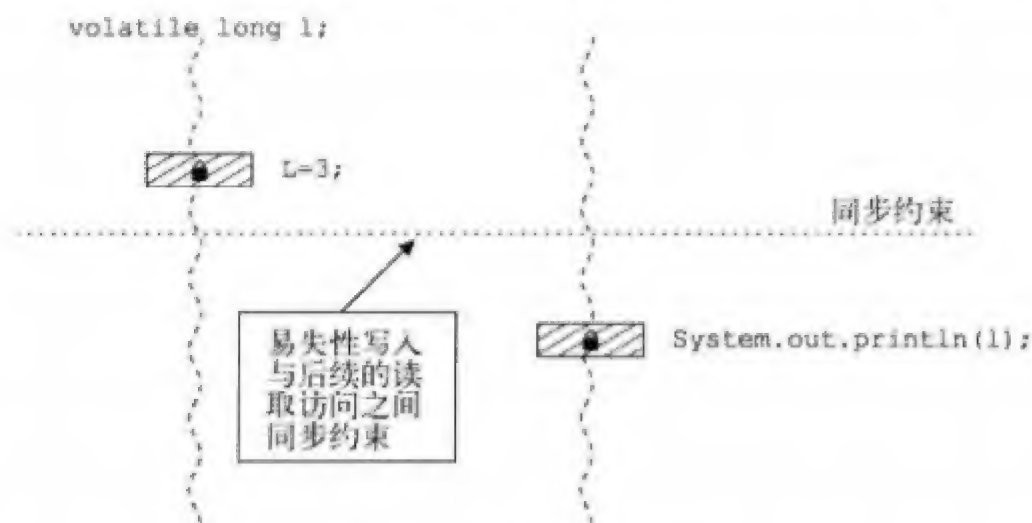 volatile long l;
L=3;
同步约束
易失性写入
与后续的读
取访问之间
同步约束
System.out.println(l);